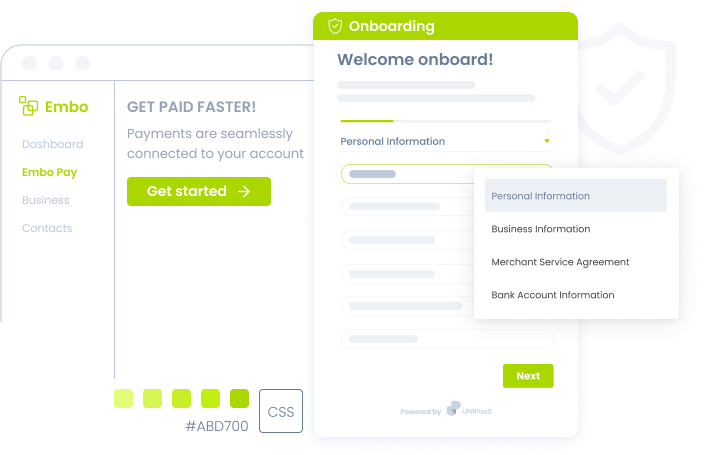 Onboarding
Welcome onboard!
Embo
GET PAID FASTER!
Payments are seamlessly
connected to your account
Get started
Dashboard
Embo Pay
Business
Contacts
Personal Information
Personal Information
Business Information
Merchant Service Agreement
Bank Account Information
Next
Powered by UNIPaaS
CSS
#ABD700